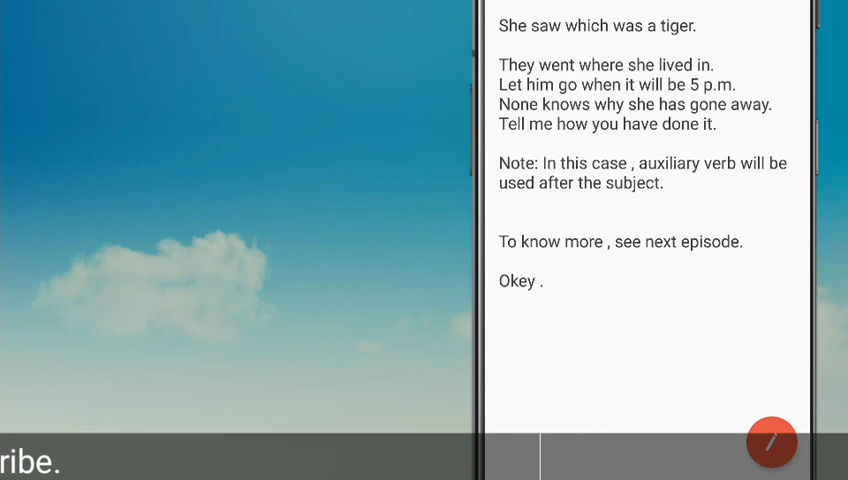 She saw which was a tiger.
They went where she lived in.
Let him go when it will be 5 p.m.
None knows why she has gone away.
Tell me how you have done it.
Note: In this case , auxiliary verb will be
used after the subject.
To know more , see next episode.
Okey .
ribe.